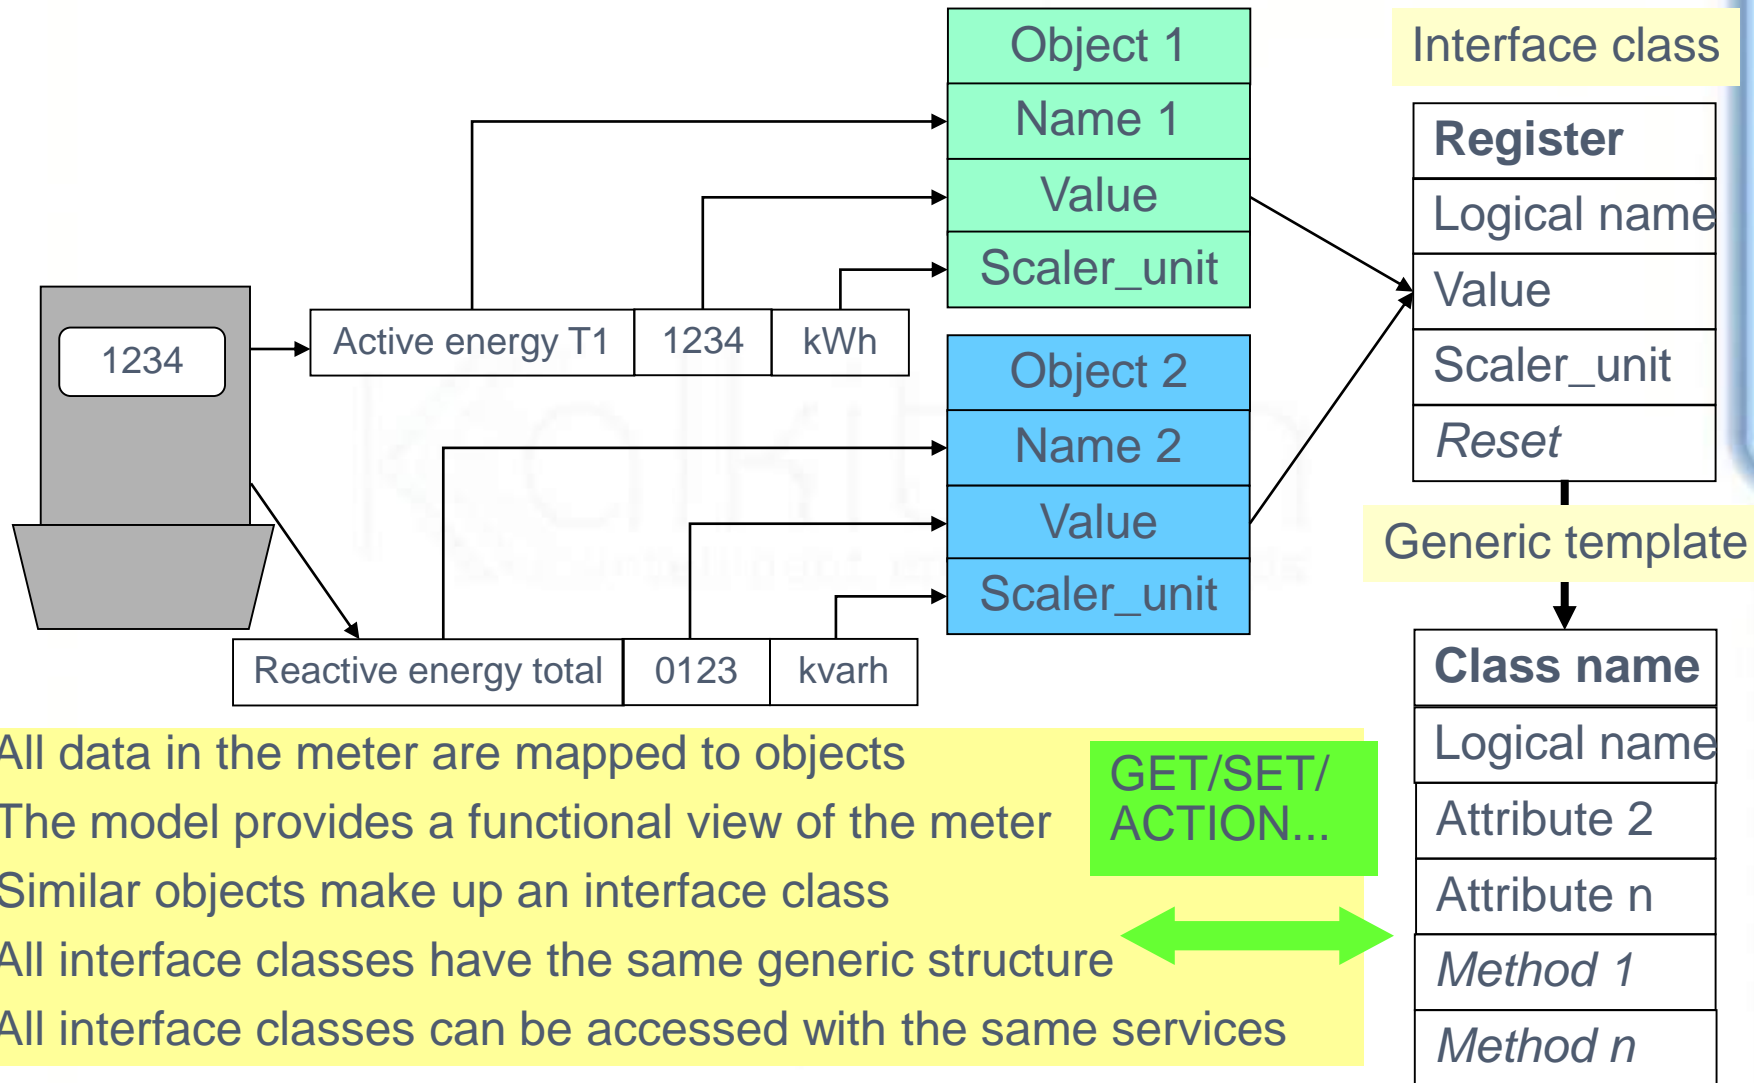 Object 1
Name 1
Value
Scaler_unit
Interface class
Register
Logical name
Value
Scaler_unit
Reset
1234
Active energy T1 1234 kWh
Object 2
Name 2
Value
Scaler_unit
Generic template
Reactive energy total 0123 kvarh
Class name
Logical name
Attribute 2
Attribute n
Method 1
Method n
All data in the meter are mapped to objects
The model provides a functional view of the meter
Similar objects make up an interface class
All interface classes have the same generic structure
All interface classes can be accessed with the same services
GET/SET/
ACTION...